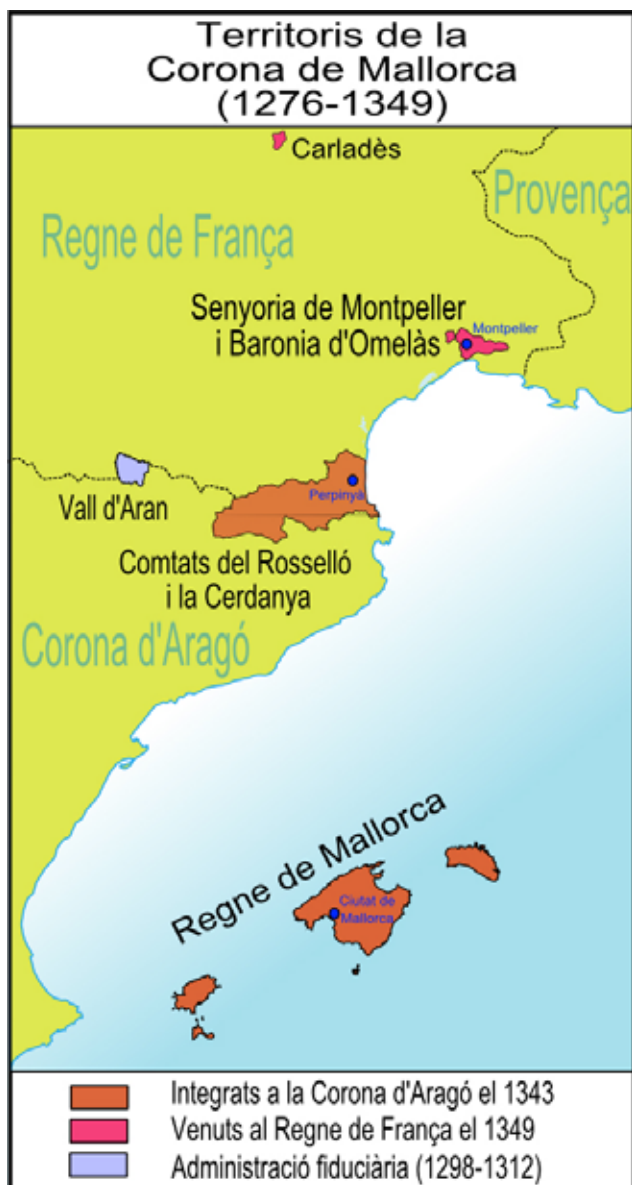 Territoris de la
Corona de Mallorca
(1276-1349)
Carladès
Provença
Regne de França
Senyoria de Montpeller
i Baronia d'Omelàs
Montpeller
Vall d'Aran
Perpinyà
Comtats del Rosselló
i la Cerdanya
Corona d'Aragó
Regne de Mallorca
Ciutat de
Mallorca
Integrats a la Corona d'Aragó el 1343
Venuts al Regne de França el 1349
Administració fiduciària (1298-1312)